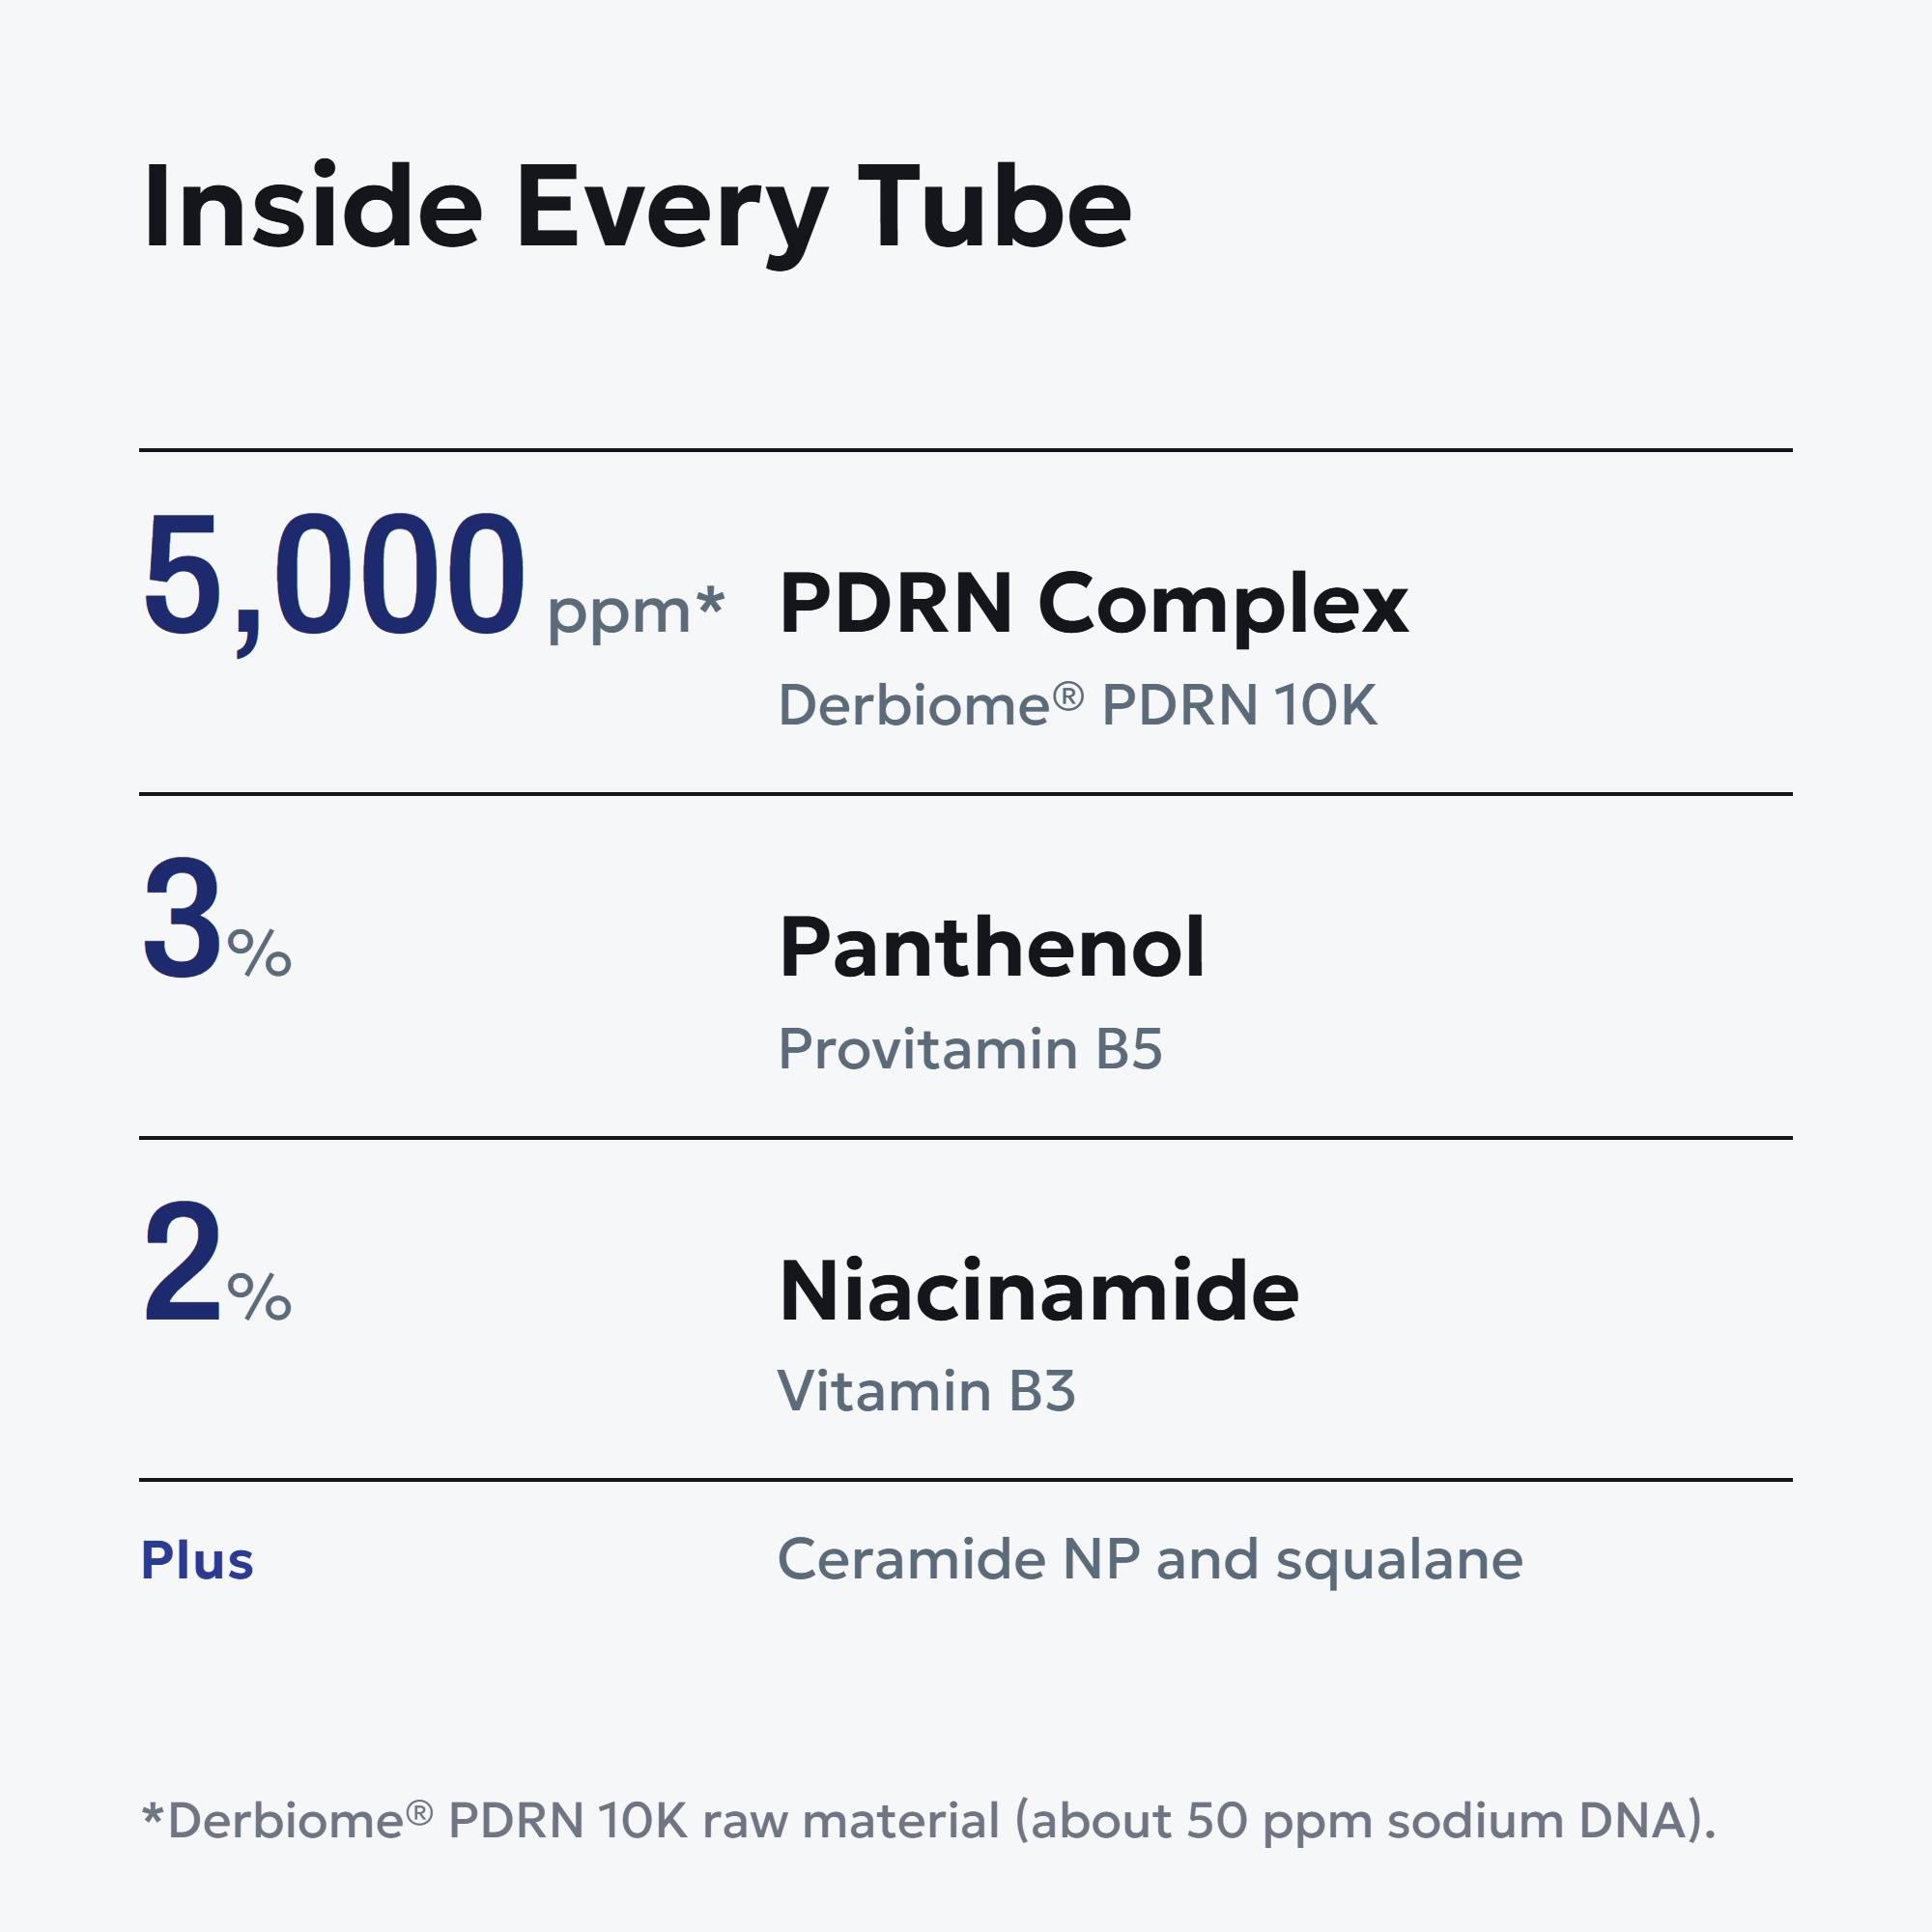 Inside Every Tube
5,000 ppm* PDRN Complex
Derbiome® PDRN 10K
3% Panthenol
Provitamin B5
2% Niacinamide
Vitamin B3
Plus Ceramide NP and squalane
*Derbiome® PDRN 10K raw material (about 50 ppm sodium DNA).